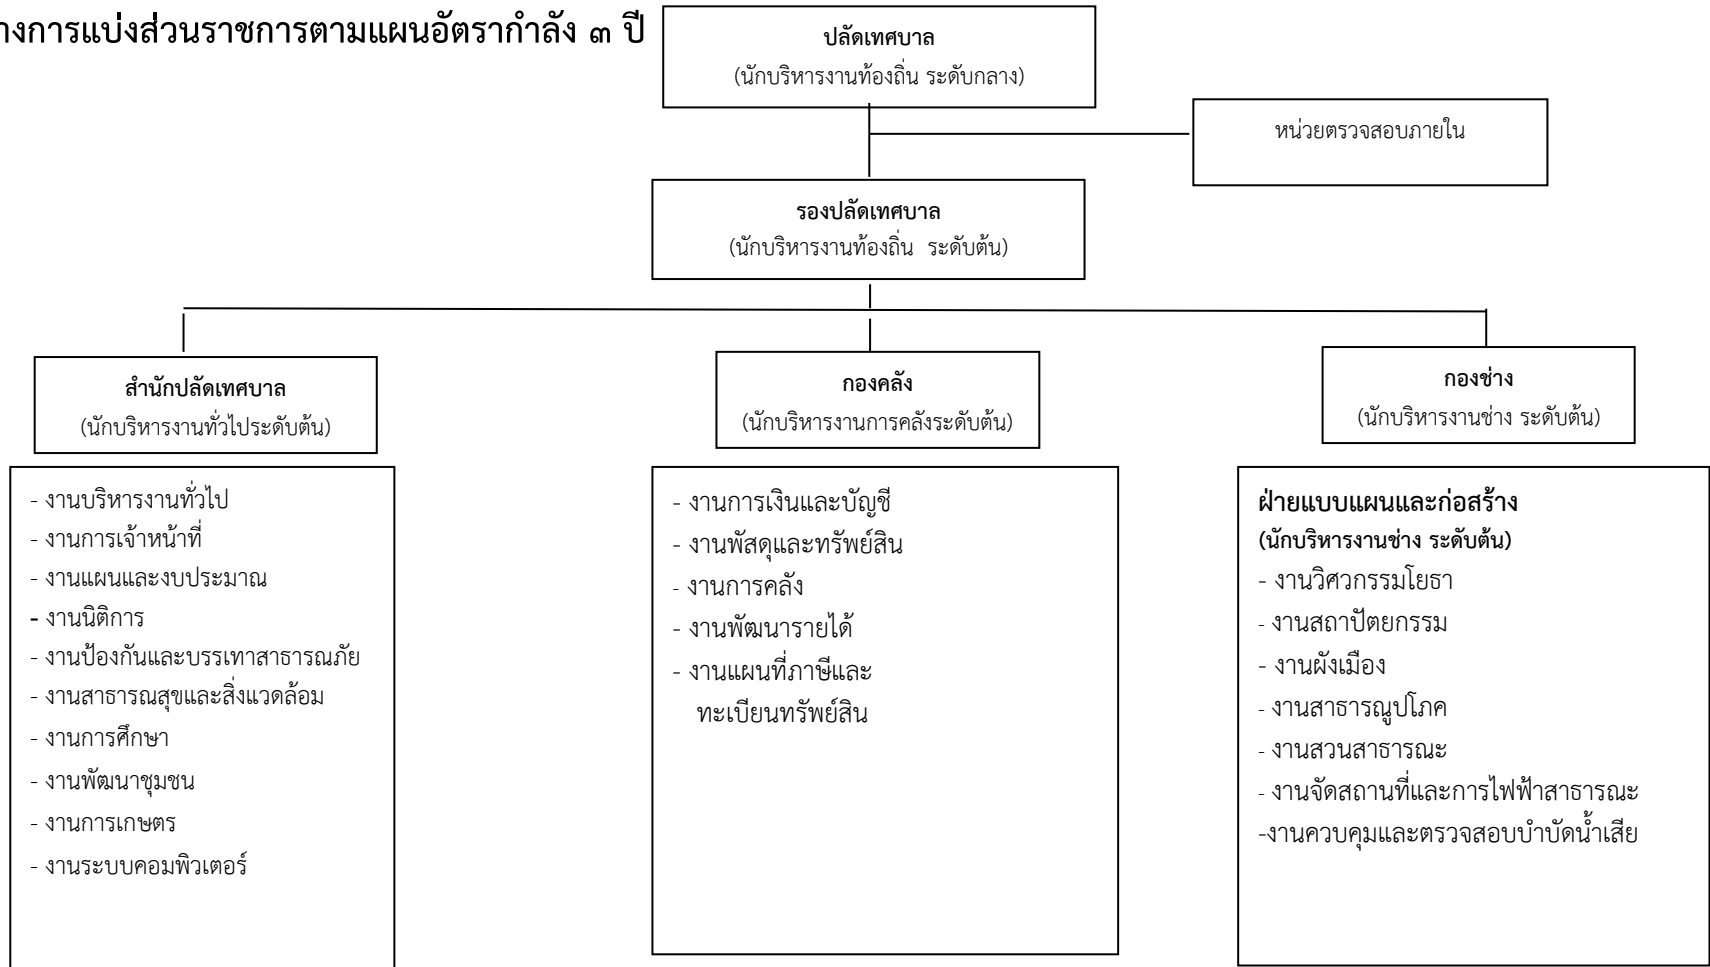 างการแบ่งส่วนราชการตามแผนอัตรากำลัง ๓ ปี
ปลัดเทศบาล
(นักบริหารงานท้องถิ่น ระดับกลาง)
หน่วยตรวจสอบภายใน
รองปลัดเทศบาล
(นักบริหารงานท้องถิ่น ระดับต้น)
สำนักปลัดเทศบาล
(นักบริหารงานทั่วไประดับต้น)
กองคลัง
(นักบริหารงานการคลังระดับต้น)
กองช่าง
(นักบริหารงานช่าง ระดับต้น)
- งานบริหารงานทั่วไป
- งานการเจ้าหน้าที่
- งานแผนและงบประมาณ
- งานนิติการ
- งานป้องกันและบรรเทาสาธารณภัย
- งานสาธารณสุขและสิ่งแวดล้อม
- งานการศึกษา
- งานพัฒนาชุมชน
- งานการเกษตร
- งานระบบคอมพิวเตอร์
- งานการเงินและบัญชี
- งานพัสดุและทรัพย์สิน
- งานการคลัง
- งานพัฒนารายได้
- งานแผนที่ภาษีและ
ทะเบียนทรัพย์สิน
ฝ่ายแบบแผนและก่อสร้าง
(นักบริหารงานช่าง ระดับต้น)
- งานวิศวกรรมโยธา
- งานสถาปัตยกรรม
- งานผังเมือง
- งานสาธารณูปโภค
- งานสวนสาธารณะ
- งานจัดสถานที่และการไฟฟ้าสาธารณะ
-งานควบคุมและตรวจสอบบำบัดน้ำเสีย